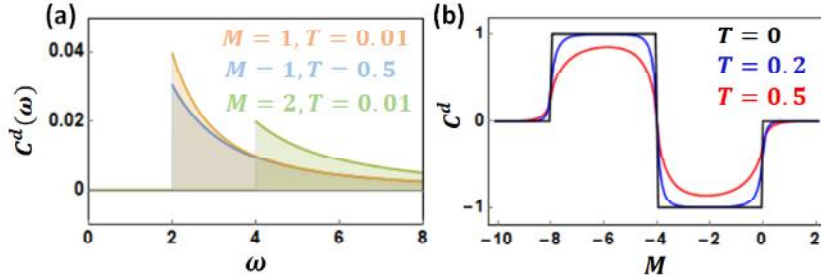 (a)
0.04
0.02
0
C^d(ω)
M = 1, T = 0.01
M − 1, T = 0.5
M = 2, T = 0.01
0 2 4 6 8
ω
(b)
1
0
-1
C^d
T = 0
T = 0.2
T = 0.5
-10 -8 -6 -4 -2 0 2
M